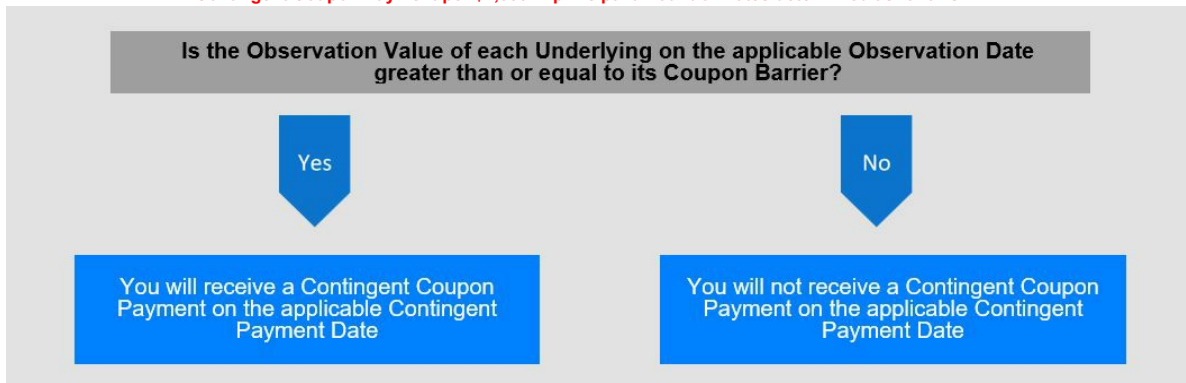 Is the Observation Value of each Underlying on the applicable Observation Date
greater than or equal to its Coupon Barrier?
Yes
No
You will receive a Contingent Coupon
Payment on the applicable Contingent
Payment Date
You will not receive a Contingent Coupon
Payment on the applicable Contingent
Payment Date